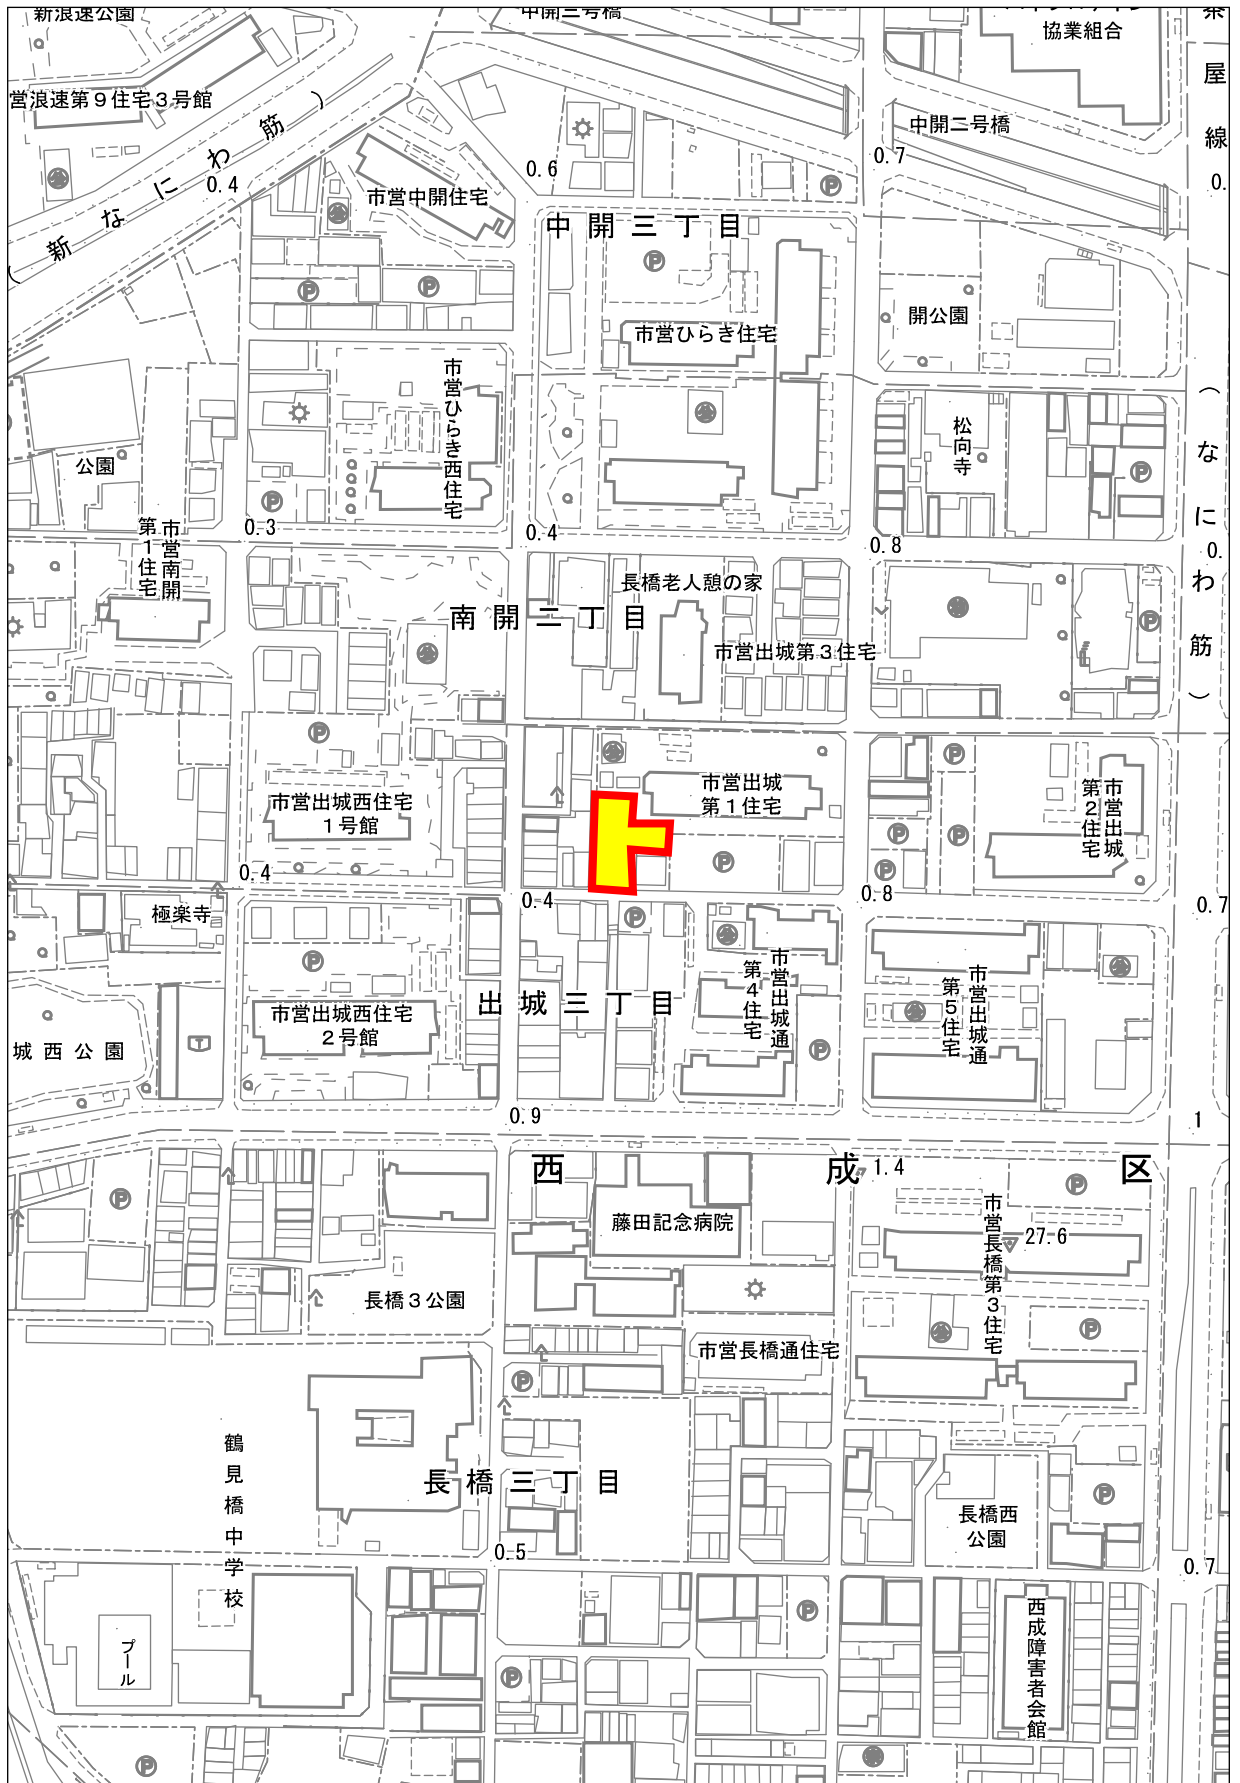 新浪速公園
中開三号橋
協業組合
茶屋線
営浪速第9住宅3号館
中開二号橋
(新なにわ筋)
0.4
0.6
0.7
0.
市営中開住宅
中開三丁目
市営ひらき住宅
開公園
市営ひらき西住宅
松向寺
(なにわ筋)
公園
0.3
0.4
0.8
0.
市営南開
第1住宅
長橋老人憩の家
南開二丁目
市営出城第3住宅
市営出城西住宅
1号館
市営出城
第1住宅
市営出城
第2住宅
0.4
0.4
0.8
0.7
極楽寺
市営出城通
第4住宅
市営出城通
第5住宅
出城三丁目
市営出城西住宅
2号館
城西公園
0.9
1
西成区
1.4
藤田記念病院
市営長橋第3住宅
27.6
長橋3公園
市営長橋通住宅
鶴見橋中学校
長橋三丁目
長橋西
公園
0.5
0.7
プール
西成障害者会館